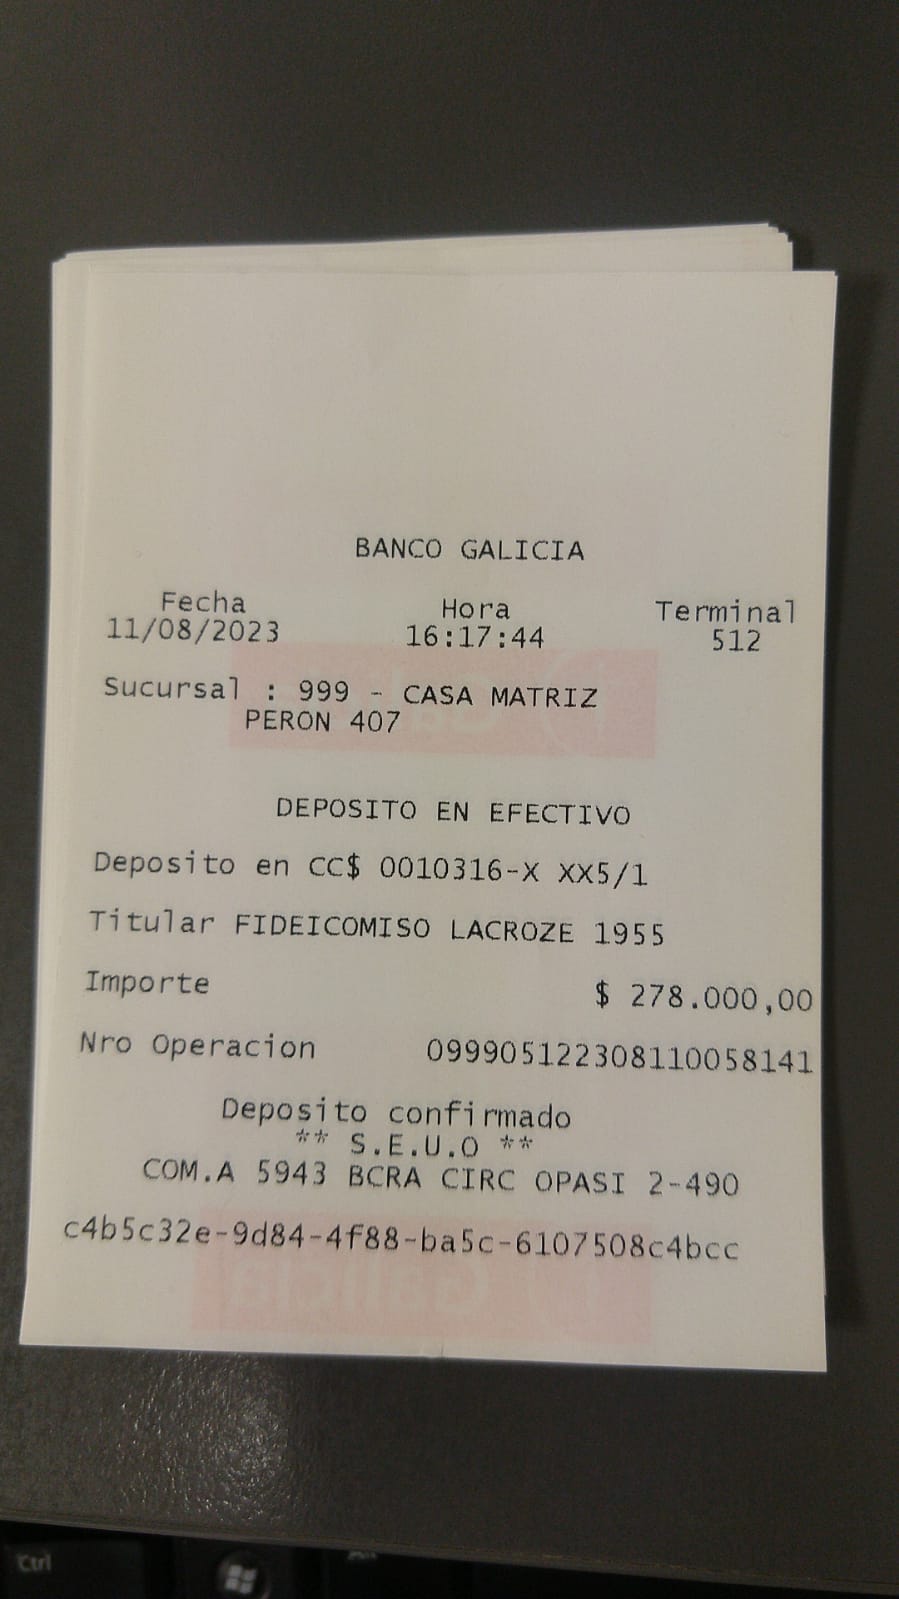 BANCO GALICIA
Fecha Hora Terminal
11/08/2023 16:17:44 512
Sucursal : 999 - CASA MATRIZ
PERON 407
DEPOSITO EN EFECTIVO
Deposito en CC$ 0010316-X XX5/1
Titular FIDEICOMISO LACROZE 1955
Importe $ 278.000,00
Nro Operacion 099905122308110058141
Deposito confirmado
** S.E.U.O **
COM.A 5943 BCRA CIRC OPASI 2-490
c4b5c32e-9d84-4f88-ba5c-6107508c4bcc
Galicia
Ctrl